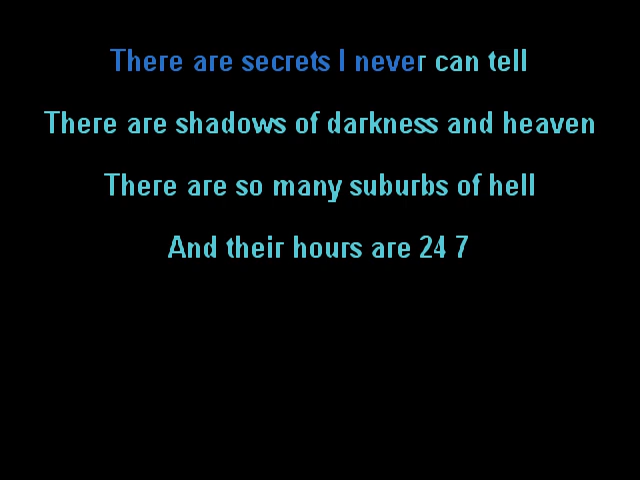 There are secrets I never can tell
There are shadows of darkness and heaven
There are so many suburbs of hell
And their hours are 24 7